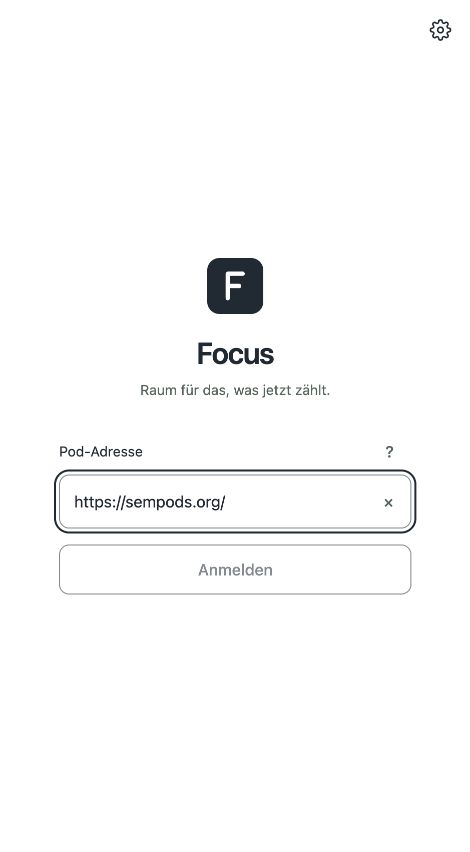 F
Focus
Raum für das, was jetzt zählt.
Pod-Adresse ?
https://sempods.org/ ×
Anmelden